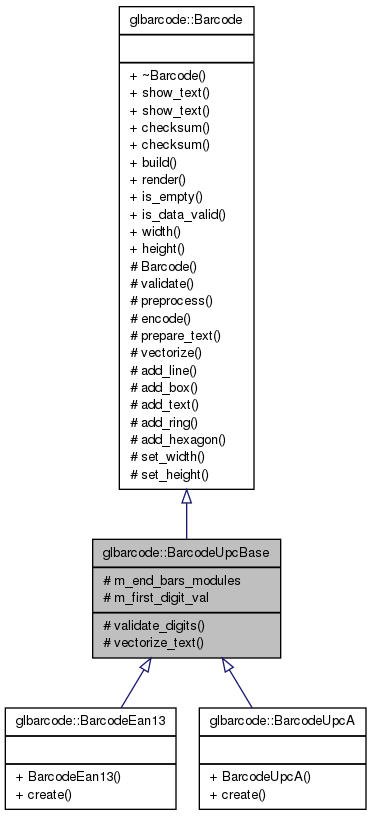 glbarcode::Barcode
+ ~Barcode()
+ show_text()
+ show_text()
+ checksum()
+ checksum()
+ build()
+ render()
+ is_empty()
+ is_data_valid()
+ width()
+ height()
# Barcode()
# validate()
# preprocess()
# encode()
# prepare_text()
# vectorize()
# add_line()
# add_box()
# add_text()
# add_ring()
# add_hexagon()
# set_width()
# set_height()
glbarcode::BarcodeUpcBase
# m_end_bars_modules
# m_first_digit_val
# validate_digits()
# vectorize_text()
glbarcode::BarcodeEan13
+ BarcodeEan13()
+ create()
glbarcode::BarcodeUpcA
+ BarcodeUpcA()
+ create()